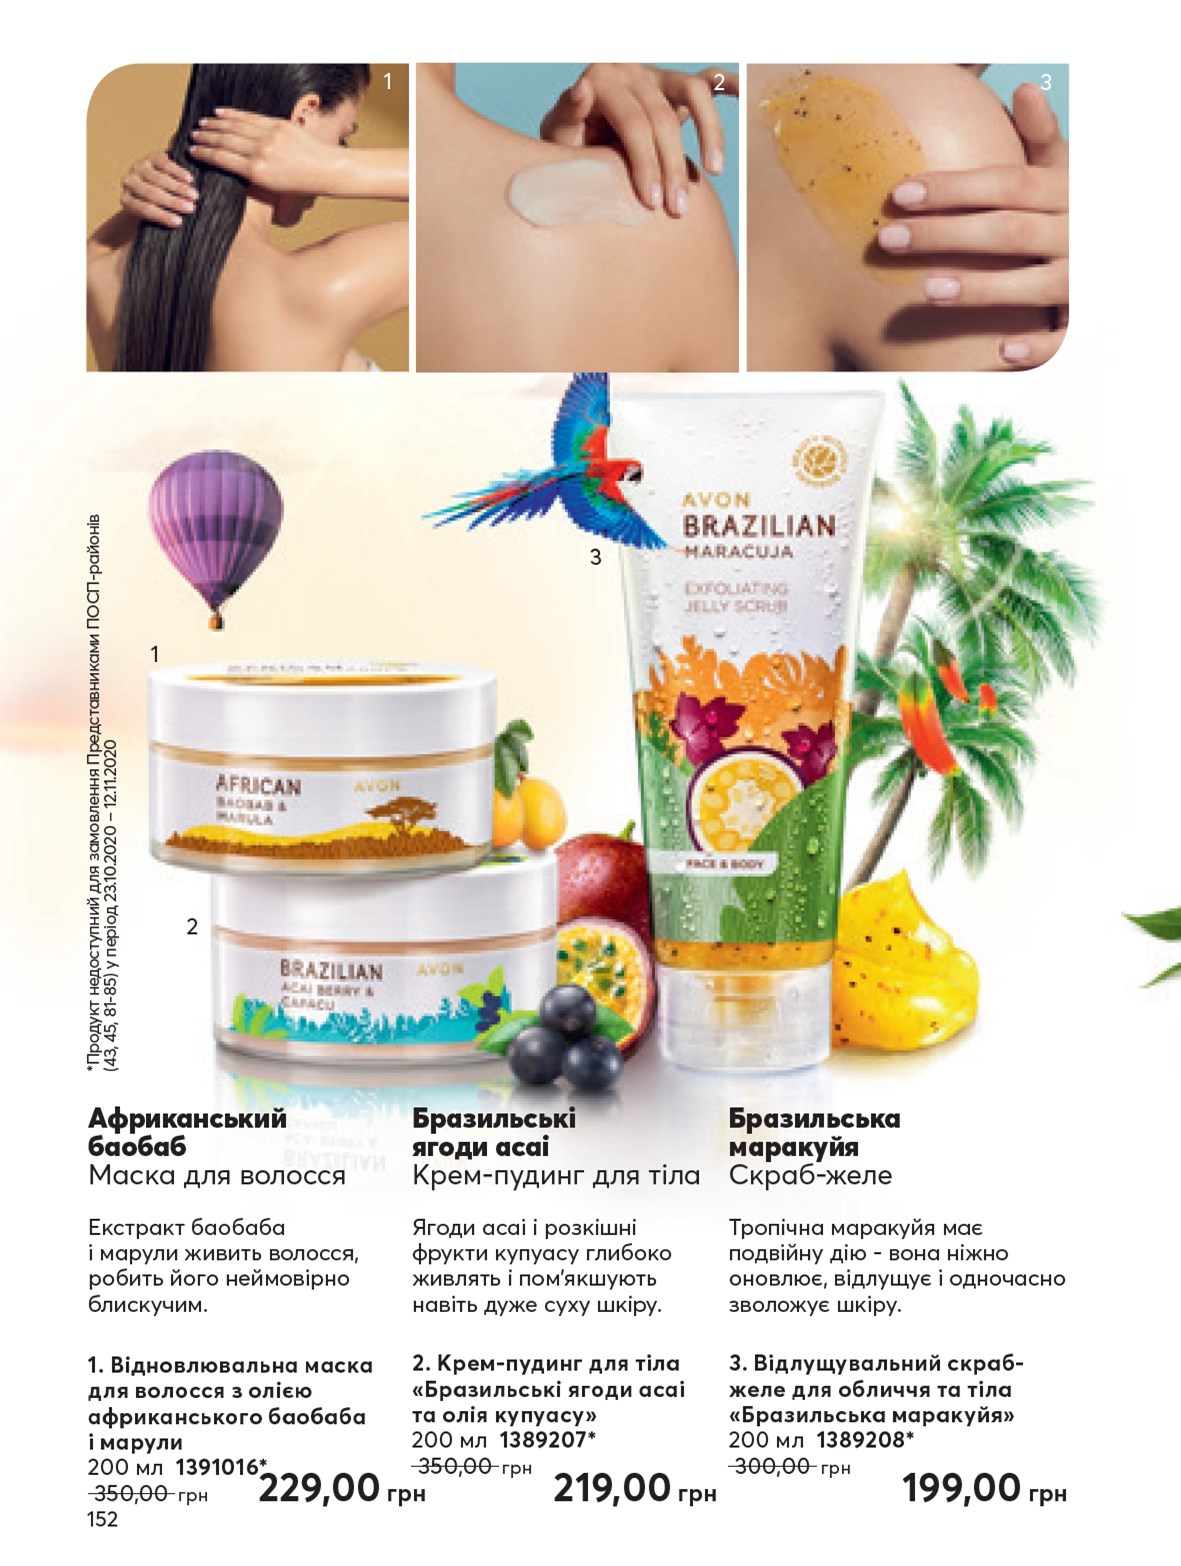 1
2
3
AVON
BRAZILIAN
MARACUJA
EXFOLIATING
JELLY SCRUB
FACE & BODY
3
1
AFRICAN
AVON
BAOBAB &
MARULA
2
BRAZILIAN
AVON
ACAI BERRY &
CAPACU
*Продукт недоступний для замовлення Представниками ПОСП-районів
(43, 45, 81-85) у період 23.10.2020 – 12.11.2020
Африканський
баобаб
Маска для волосся
Екстракт баобаба
і марули живить волосся,
робить його неймовірно
блискучим.
1. Відновлювальна маска
для волосся з олією
африканського баобаба
і марули
200 мл 1391016*
350,00 грн 229,00 грн
Бразильські
ягоди асаі
Крем-пудинг для тіла
Ягоди асаі і розкішні
фрукти купуасу глибоко
живлять і пом'якшують
навіть дуже суху шкіру.
2. Крем-пудинг для тіла
«Бразильські ягоди асаі
та олія купуасу»
200 мл 1389207*
350,00 грн 219,00 грн
Бразильська
маракуйя
Скраб-желе
Тропічна маракуйя має
подвійну дію - вона ніжно
оновлює, відлущує і одночасно
зволожує шкіру.
3. Відлущувальний скраб-
желе для обличчя та тіла
«Бразильська маракуйя»
200 мл 1389208*
300,00 грн 199,00 грн
152